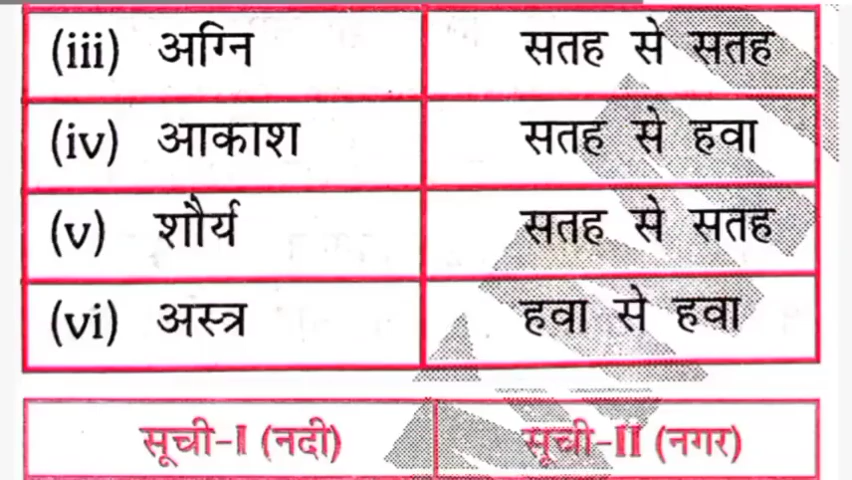 (iii) अग्नि सतह से सतह
(iv) आकाश सतह से हवा
(v) शौर्य सतह से सतह
(vi) अस्त्र हवा से हवा
सूची-I (नदी) सूची-II (नगर)